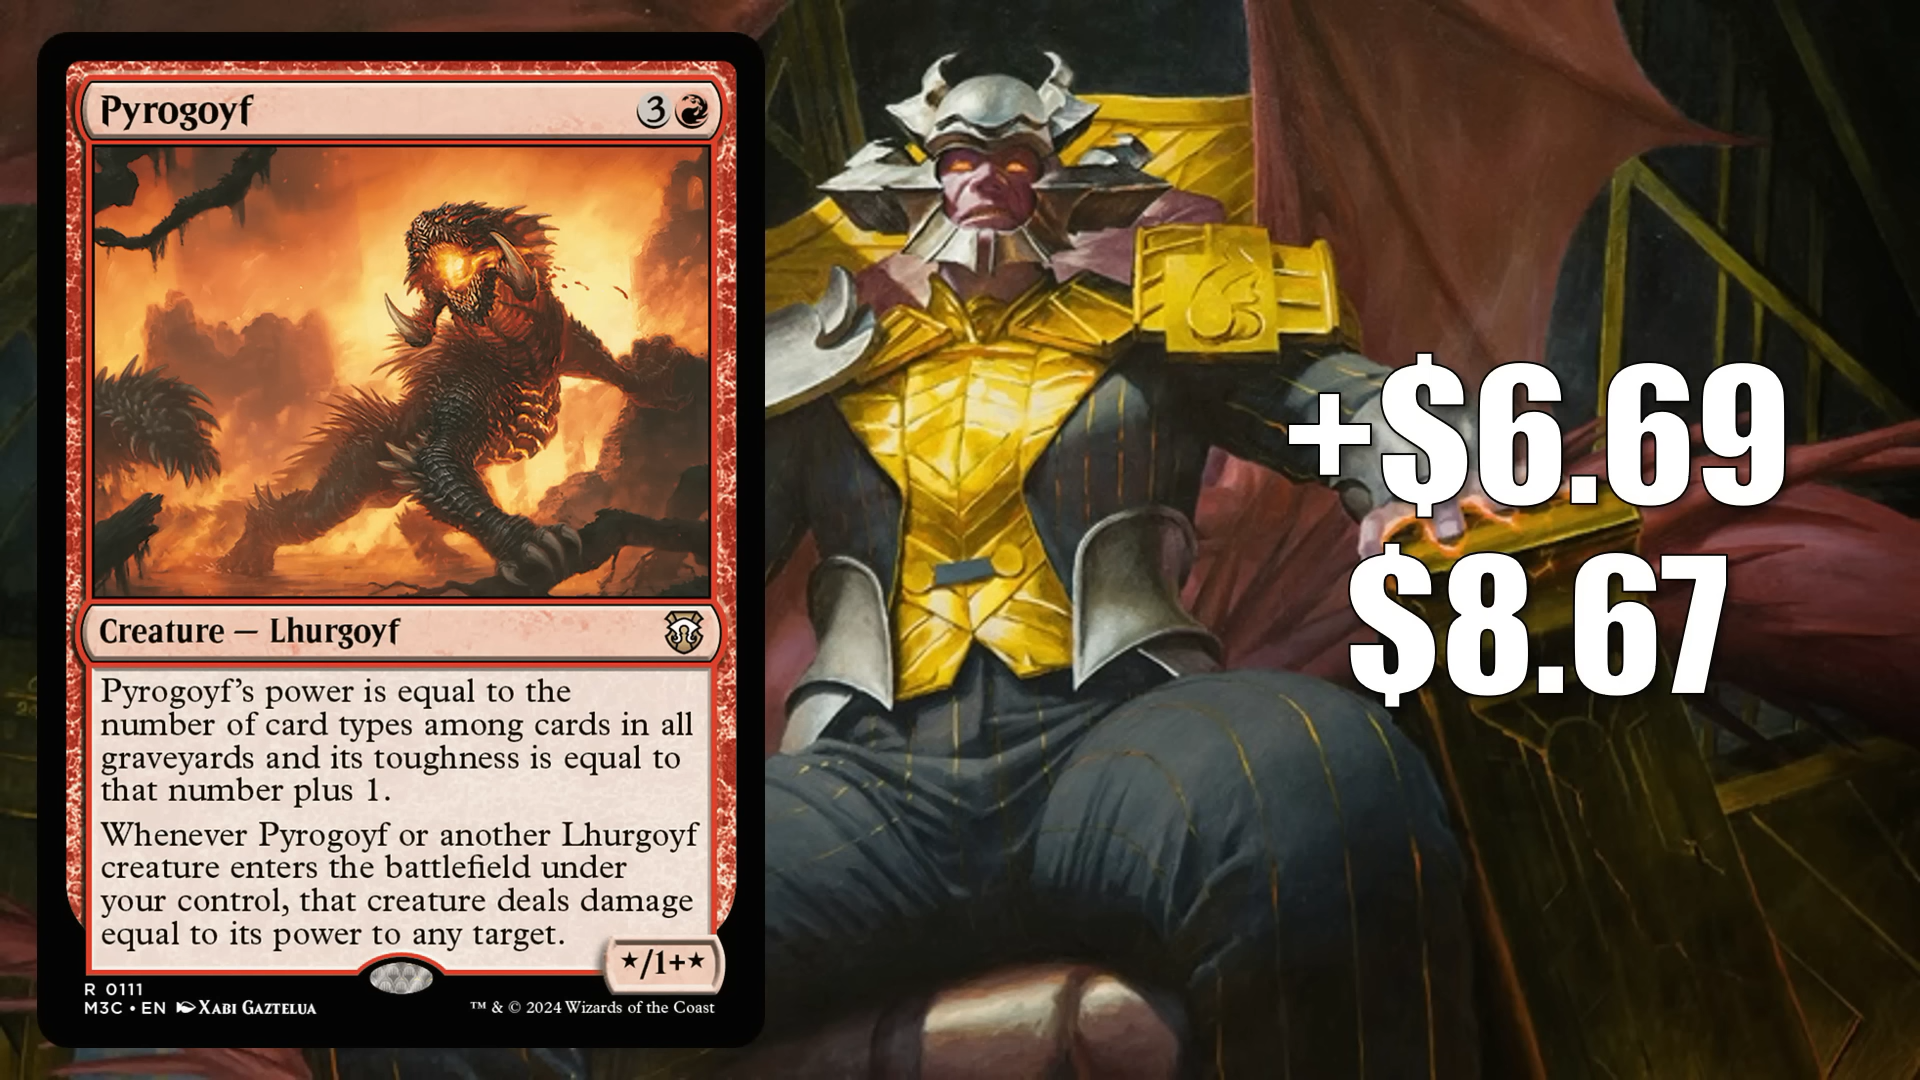 Pyrogoyf 3
Creature — Lhurgoyf
Pyrogoyf's power is equal to the
number of card types among cards in all
graveyards and its toughness is equal to
that number plus 1.
Whenever Pyrogoyf or another Lhurgoyf
creature enters the battlefield under
your control, that creature deals damage
equal to its power to any target.
★/1+★
R 0111
M3C • EN XABI GAZTELUA
™ & © 2024 Wizards of the Coast
+$6.69
$8.67